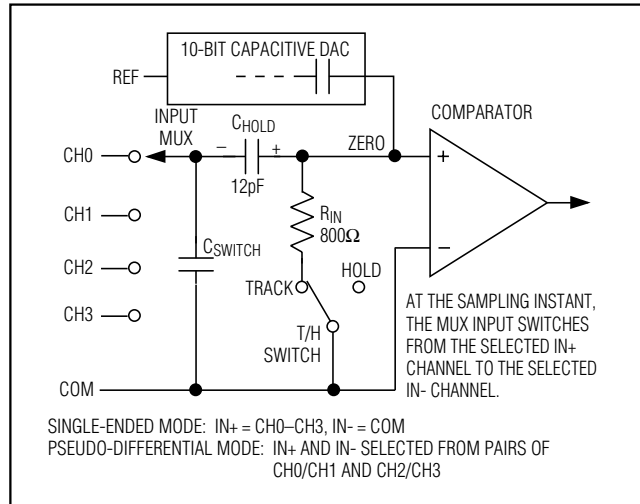 10-BIT CAPACITIVE DAC
REF
COMPARATOR
INPUT
MUX
CHOLD
ZERO
– +
+
CH0
12pF
RIN
800Ω
CH1
CSWITCH
–
HOLD
CH2
TRACK
AT THE SAMPLING INSTANT,
THE MUX INPUT SWITCHES
FROM THE SELECTED IN+
CHANNEL TO THE SELECTED
IN- CHANNEL.
CH3
T/H
SWITCH
COM
SINGLE-ENDED MODE: IN+ = CH0–CH3, IN- = COM
PSEUDO-DIFFERENTIAL MODE: IN+ AND IN- SELECTED FROM PAIRS OF
CH0/CH1 AND CH2/CH3